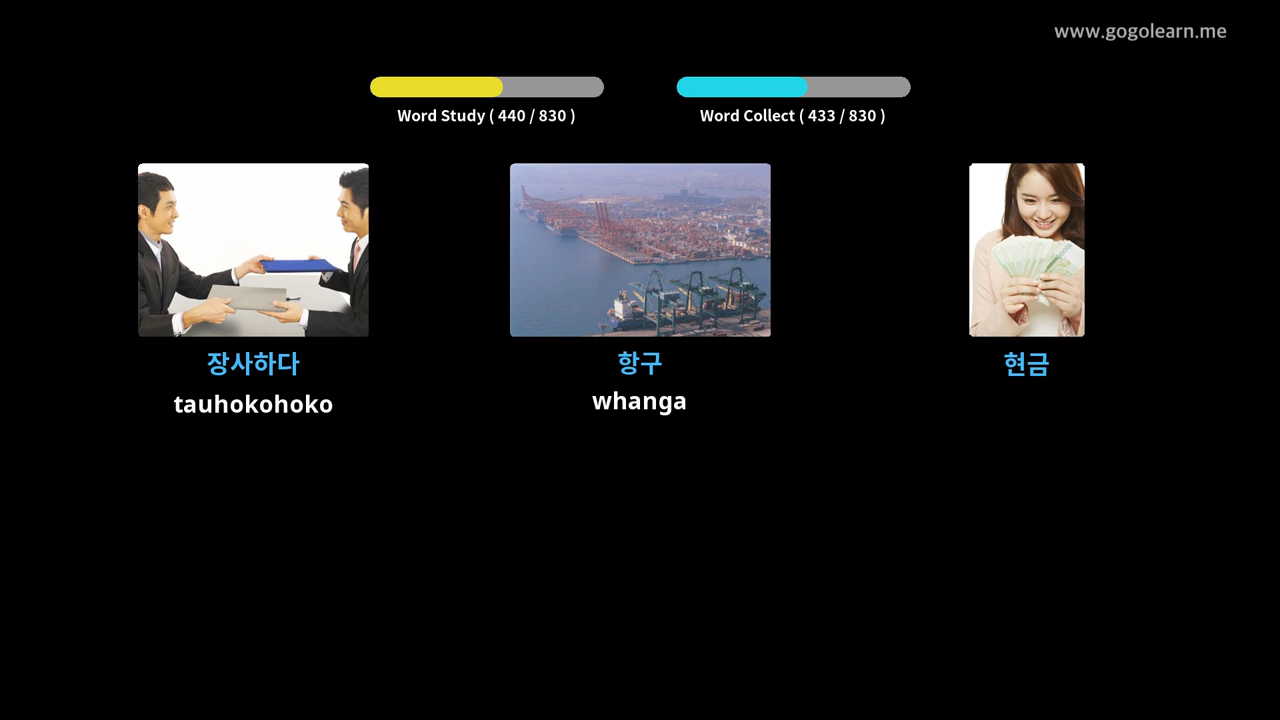 www.gogolearn.me
Word Study ( 440 / 830 )
Word Collect ( 433 / 830 )
장사하다
항구
현금
tauhokohoko
whanga